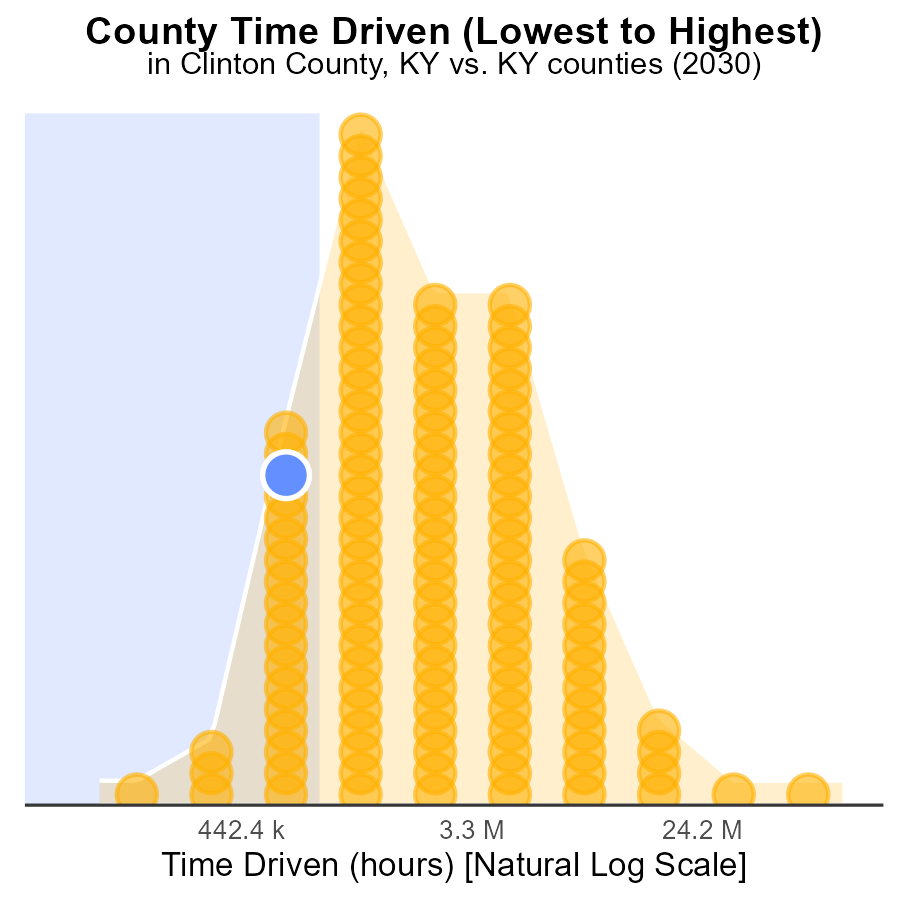 County Time Driven (Lowest to Highest)
in Clinton County, KY vs. KY counties (2030)
442.4 k 3.3 M 24.2 M
Time Driven (hours) [Natural Log Scale]